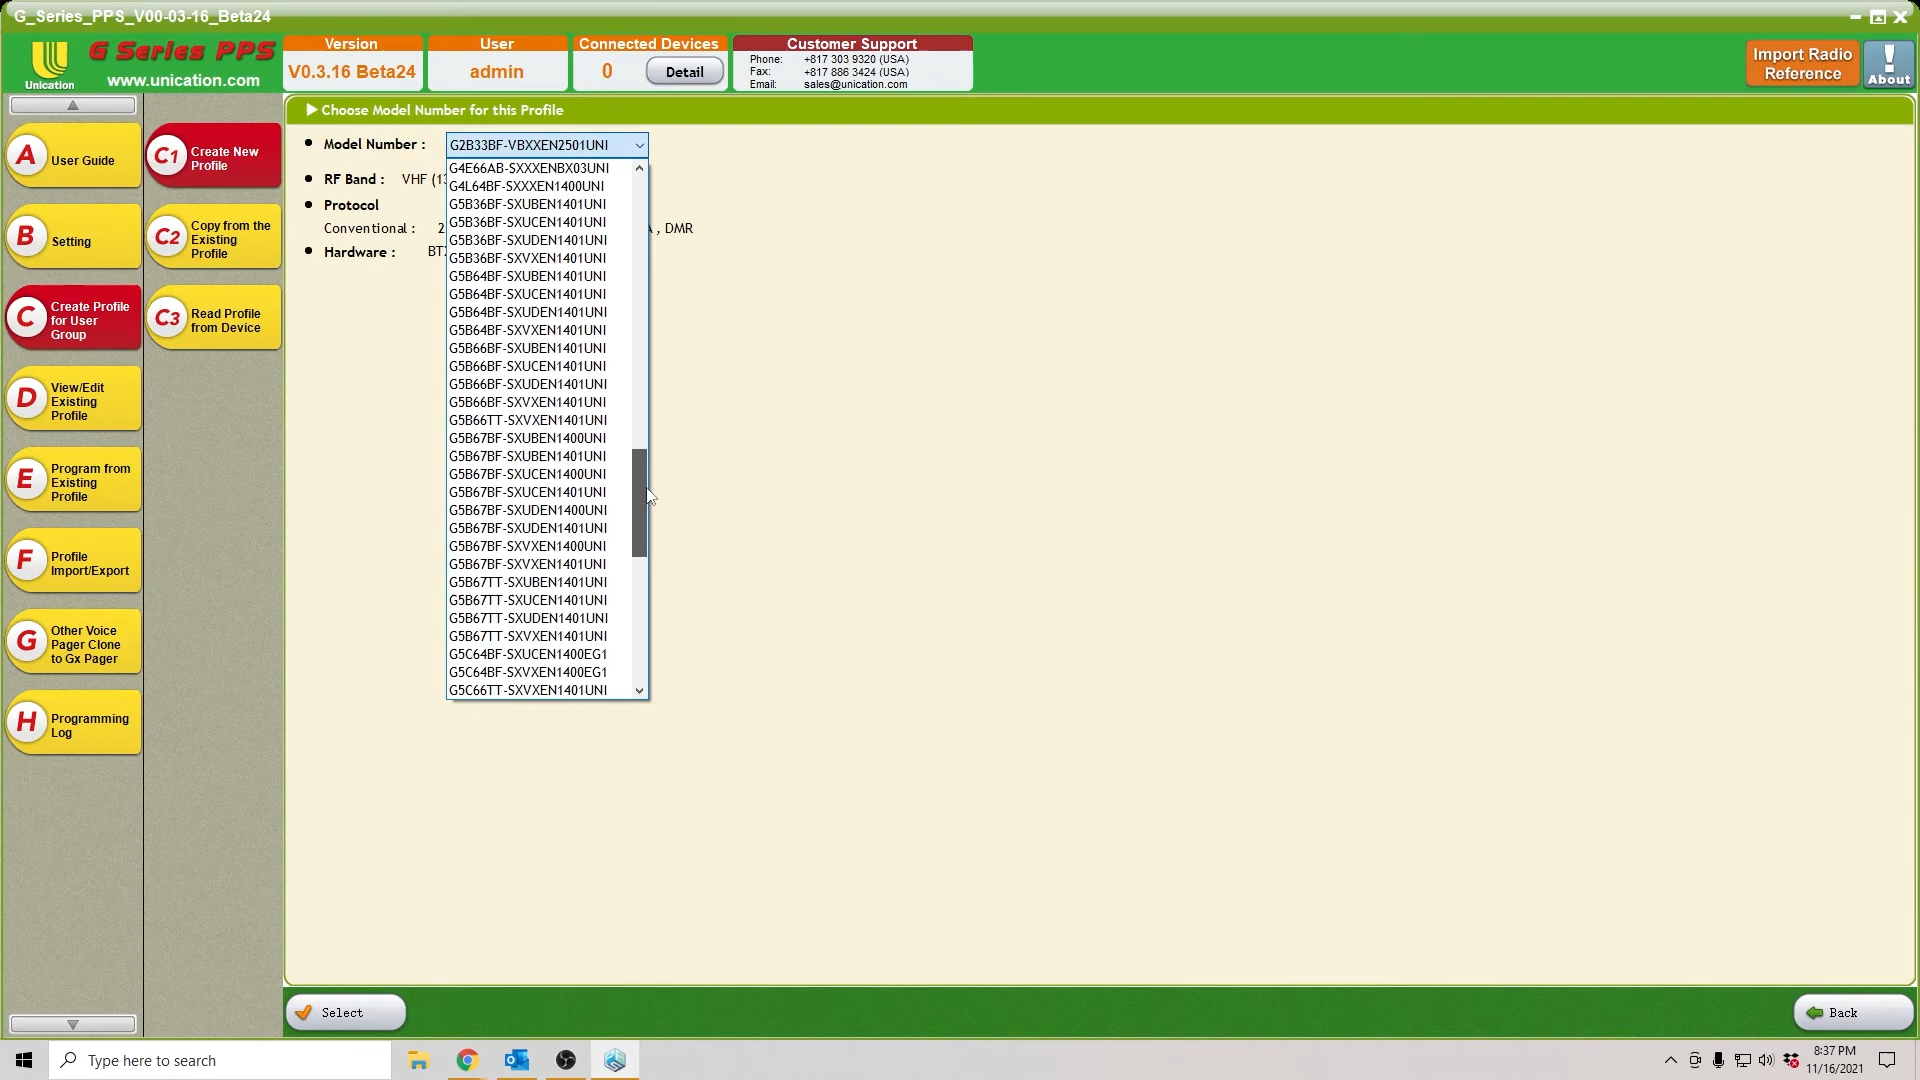 G_Series_PPS_V00-03-16_Beta24
Unication
G Series PPS
www.unication.com
Version
V0.3.16 Beta24
User
admin
Connected Devices
0
Detail
Customer Support
Phone: +817 303 9320 (USA)
Fax: +817 886 3424 (USA)
Email: sales@unication.com
Import Radio
Reference
!
About
A
User Guide
B
Setting
C
Create Profile
for User
Group
D
View/Edit
Existing
Profile
E
Program from
Existing
Profile
F
Profile
Import/Export
G
Other Voice
Pager Clone
to Gx Pager
H
Programming
Log
C1
Create New
Profile
C2
Copy from the
Existing
Profile
C3
Read Profile
from Device
Choose Model Number for this Profile
Model Number : G2B33BF-VBXXEN2501UNI
RF Band : VHF
Protocol
Conventional : 2 , DMR
Hardware :
G4E66AB-SXXXENBX03UNI
G4L64BF-SXXXEN1400UNI
G5B36BF-SXUBEN1401UNI
G5B36BF-SXUCEN1401UNI
G5B36BF-SXUDEN1401UNI
G5B36BF-SXVXEN1401UNI
G5B64BF-SXUBEN1401UNI
G5B64BF-SXUCEN1401UNI
G5B64BF-SXUDEN1401UNI
G5B64BF-SXVXEN1401UNI
G5B66BF-SXUBEN1401UNI
G5B66BF-SXUCEN1401UNI
G5B66BF-SXUDEN1401UNI
G5B66BF-SXVXEN1401UNI
G5B66TT-SXVXEN1401UNI
G5B67BF-SXUBEN1400UNI
G5B67BF-SXUBEN1401UNI
G5B67BF-SXUCEN1400UNI
G5B67BF-SXUCEN1401UNI
G5B67BF-SXUDEN1400UNI
G5B67BF-SXUDEN1401UNI
G5B67BF-SXVXEN1400UNI
G5B67BF-SXVXEN1401UNI
G5B67TT-SXUBEN1401UNI
G5B67TT-SXUCEN1401UNI
G5B67TT-SXUDEN1401UNI
G5B67TT-SXVXEN1401UNI
G5C64BF-SXUCEN1400EG1
G5C64BF-SXVXEN1400EG1
G5C66TT-SXVXEN1401UNI
Select
Back
Type here to search
8:37 PM
11/16/2021